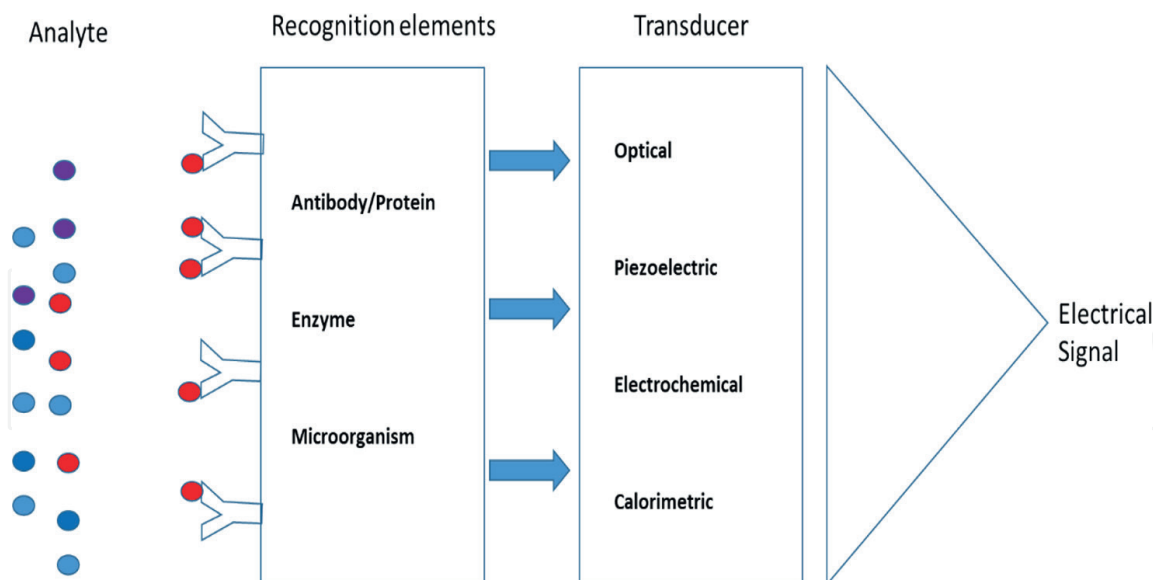 Analyte
Recognition elements
Transducer
Antibody/Protein
Enzyme
Microorganism
Optical
Piezoelectric
Electrochemical
Calorimetric
Electrical
Signal